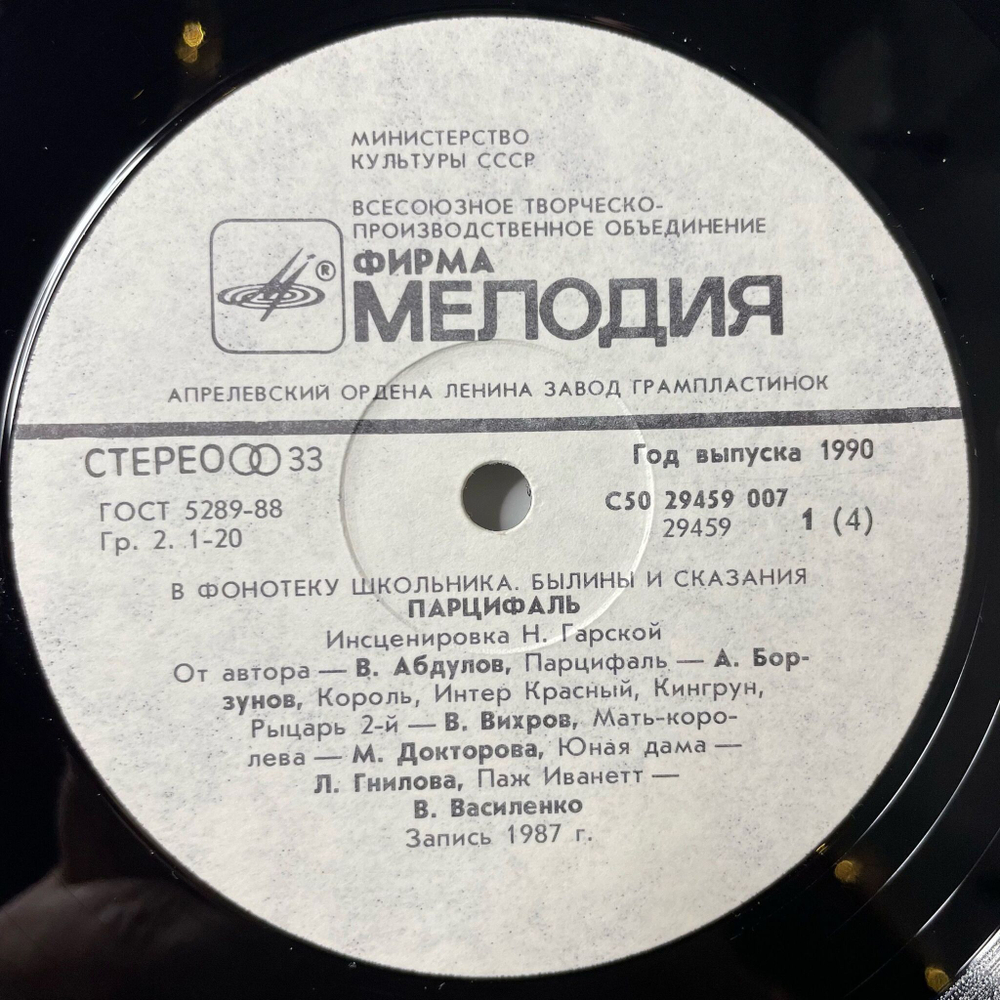 МИНИСТЕРСТВО
КУЛЬТУРЫ СССР
ВСЕСОЮЗНОЕ ТВОРЧЕСКО-
ПРОИЗВОДСТВЕННОЕ ОБЪЕДИНЕНИЕ
®
ФИРМА
МЕЛОДИЯ
АПРЕЛЕВСКИЙ ОРДЕНА ЛЕНИНА ЗАВОД ГРАМПЛАСТИНОК
СТЕРЕО 33
Год выпуска 1990
ГОСТ 5289-88
С50 29459 007
Гр. 2. 1-20
29459
1 (4)
В ФОНОТЕКУ ШКОЛЬНИКА. БЫЛИНЫ И СКАЗАНИЯ
ПАРЦИФАЛЬ
Инсценировка Н. Гарской
От автора — В. Абдулов, Парцифаль — А. Бор-
зунов, Король, Интер Красный, Кингрун,
Рыцарь 2-й — В. Вихров, Мать-коро-
лева — М. Докторова, Юная дама —
Л. Гнилова, Паж Иванетт —
В. Василенко
Запись 1987 г.